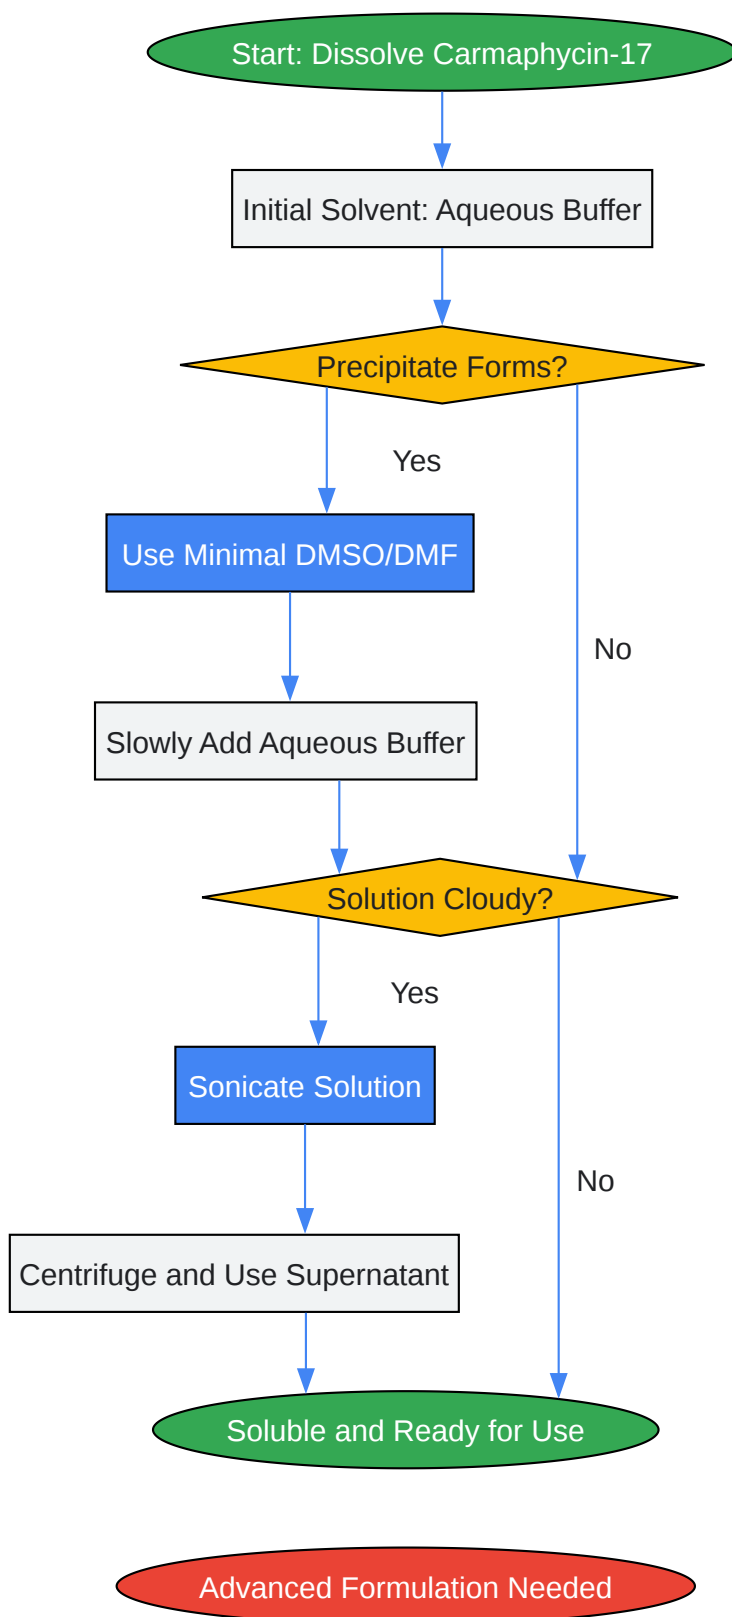 Start: Dissolve Carmaphycin-17
Initial Solvent: Aqueous Buffer
Precipitate Forms?
Yes
Use Minimal DMSO/DMF
No
Slowly Add Aqueous Buffer
Solution Cloudy?
Yes
Sonicate Solution
No
Centrifuge and Use Supernatant
Soluble and Ready for Use
Advanced Formulation Needed